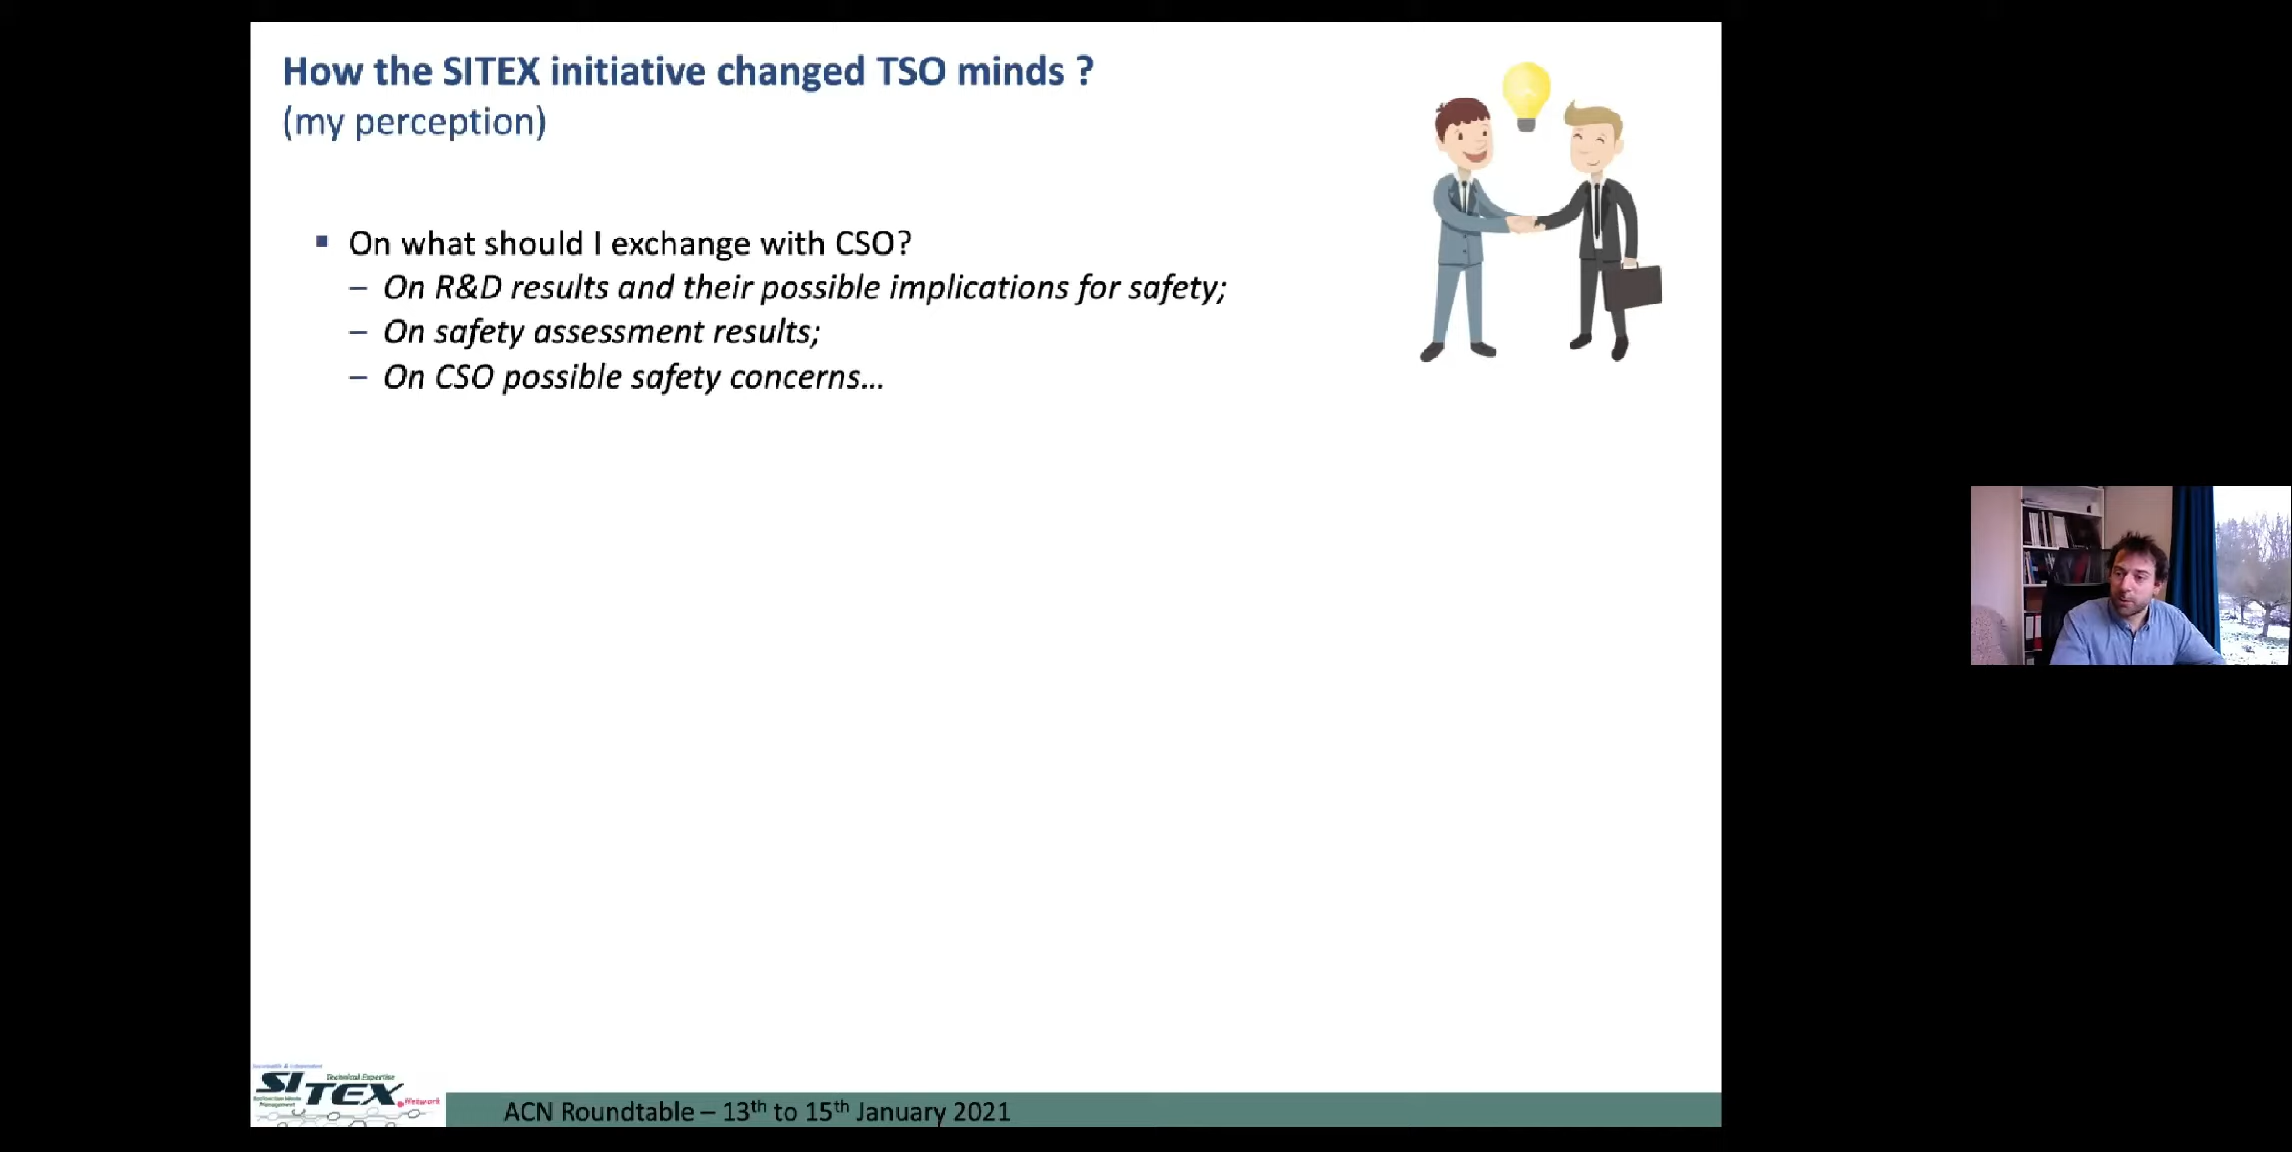 How the SITEX initiative changed TSO minds ?
(my perception)
▪ On what should I exchange with CSO?
– On R&D results and their possible implications for safety;
– On safety assessment results;
– On CSO possible safety concerns...
Technical Expertise
SITEX.Network
ACN Roundtable – 13th to 15th January 2021